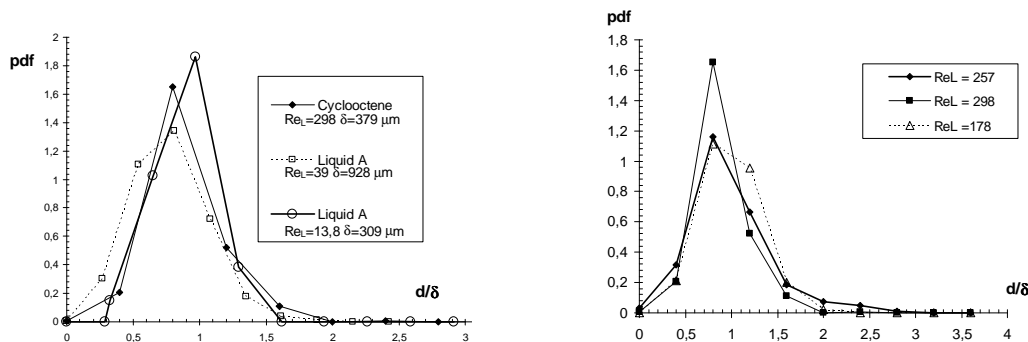 pdf
2
1,8
1,6
1,4
1,2
1
0,8
0,6
0,4
0,2
0
0
0,5
1
1,5
2
2,5
3
d/δ
Cyclooctene
ReL=298 δ=379 μm
Liquid A
ReL=39 δ=928 μm
Liquid A
ReL=13,8 δ=309 μm
pdf
1,8
1,6
1,4
1,2
1
0,8
0,6
0,4
0,2
0
0
0,5
1
1,5
2
2,5
3
3,5
4
d/δ
ReL = 257
ReL = 298
ReL =178